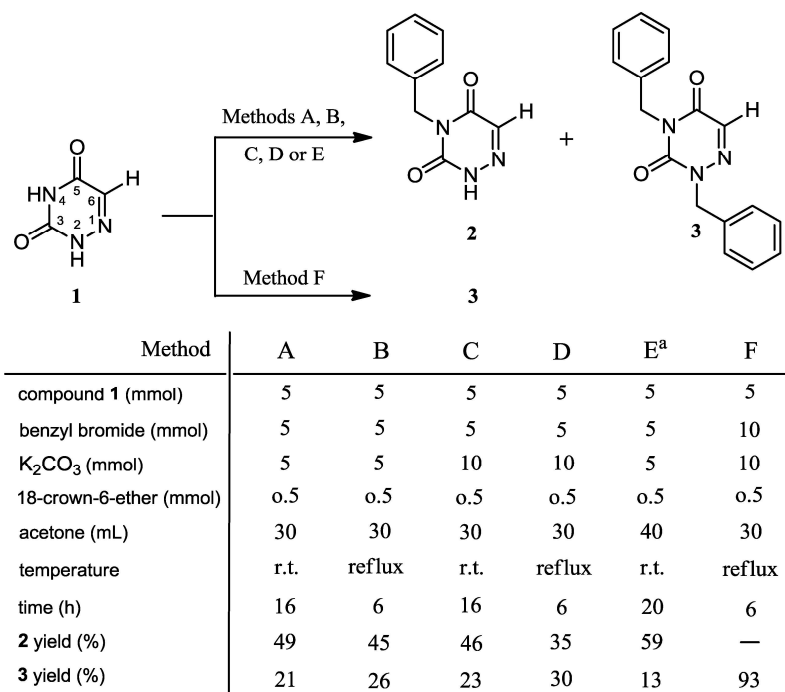 O
N
N
NH
O
H
2
+
O
N
N
N
O
H
3
Methods A, B,
C, D or E
O
HN
4
5
6
H
3
2
1
O
N
H
N
1
Method F
3
Method A B C D Eᵃ F
compound 1 (mmol) 5 5 5 5 5 5
benzyl bromide (mmol) 5 5 5 5 5 10
K₂CO₃ (mmol) 5 5 10 10 5 10
18-crown-6-ether (mmol) o.5 o.5 o.5 o.5 o.5 o.5
acetone (mL) 30 30 30 30 40 30
temperature r.t. reflux r.t. reflux r.t. reflux
time (h) 16 6 16 6 20 6
2 yield (%) 49 45 46 35 59 —
3 yield (%) 21 26 23 30 13 93